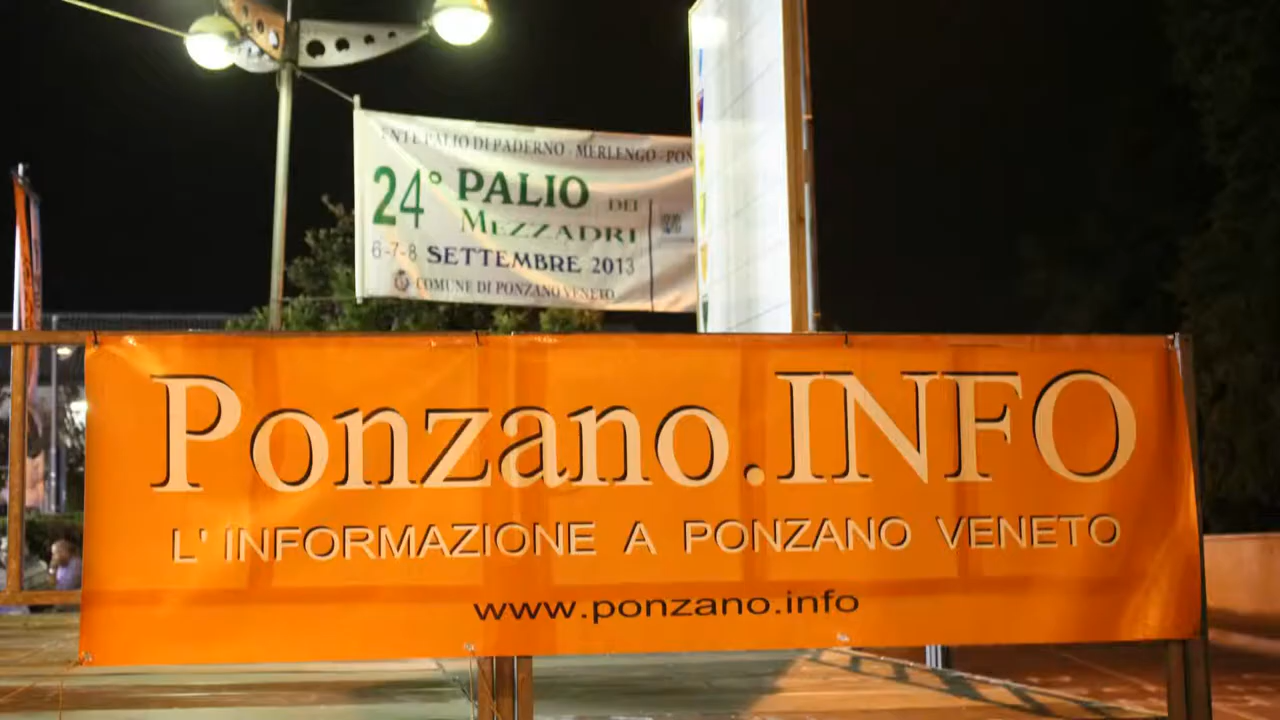 ENTE PALIO DI PADERNO - MERLENGO - PON
24° PALIO DEI
MEZZADRI
6-7-8 SETTEMBRE 2013
COMUNE DI PONZANO VENETO
Ponzano.INFO
L'INFORMAZIONE A PONZANO VENETO
www.ponzano.info